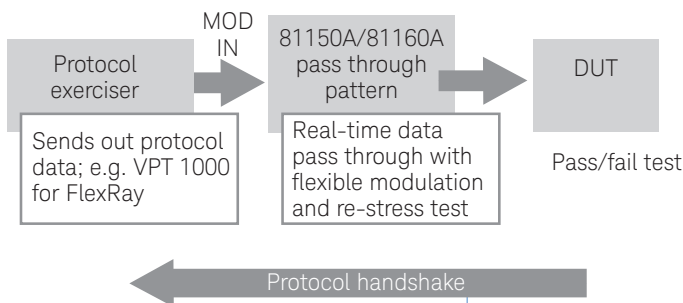 MOD
IN
Protocol
exerciser
81150A/81160A
pass through
pattern
DUT
Sends out protocol
data; e.g. VPT 1000
for FlexRay
Real-time data
pass through with
flexible modulation
and re-stress test
Pass/fail test
Protocol handshake